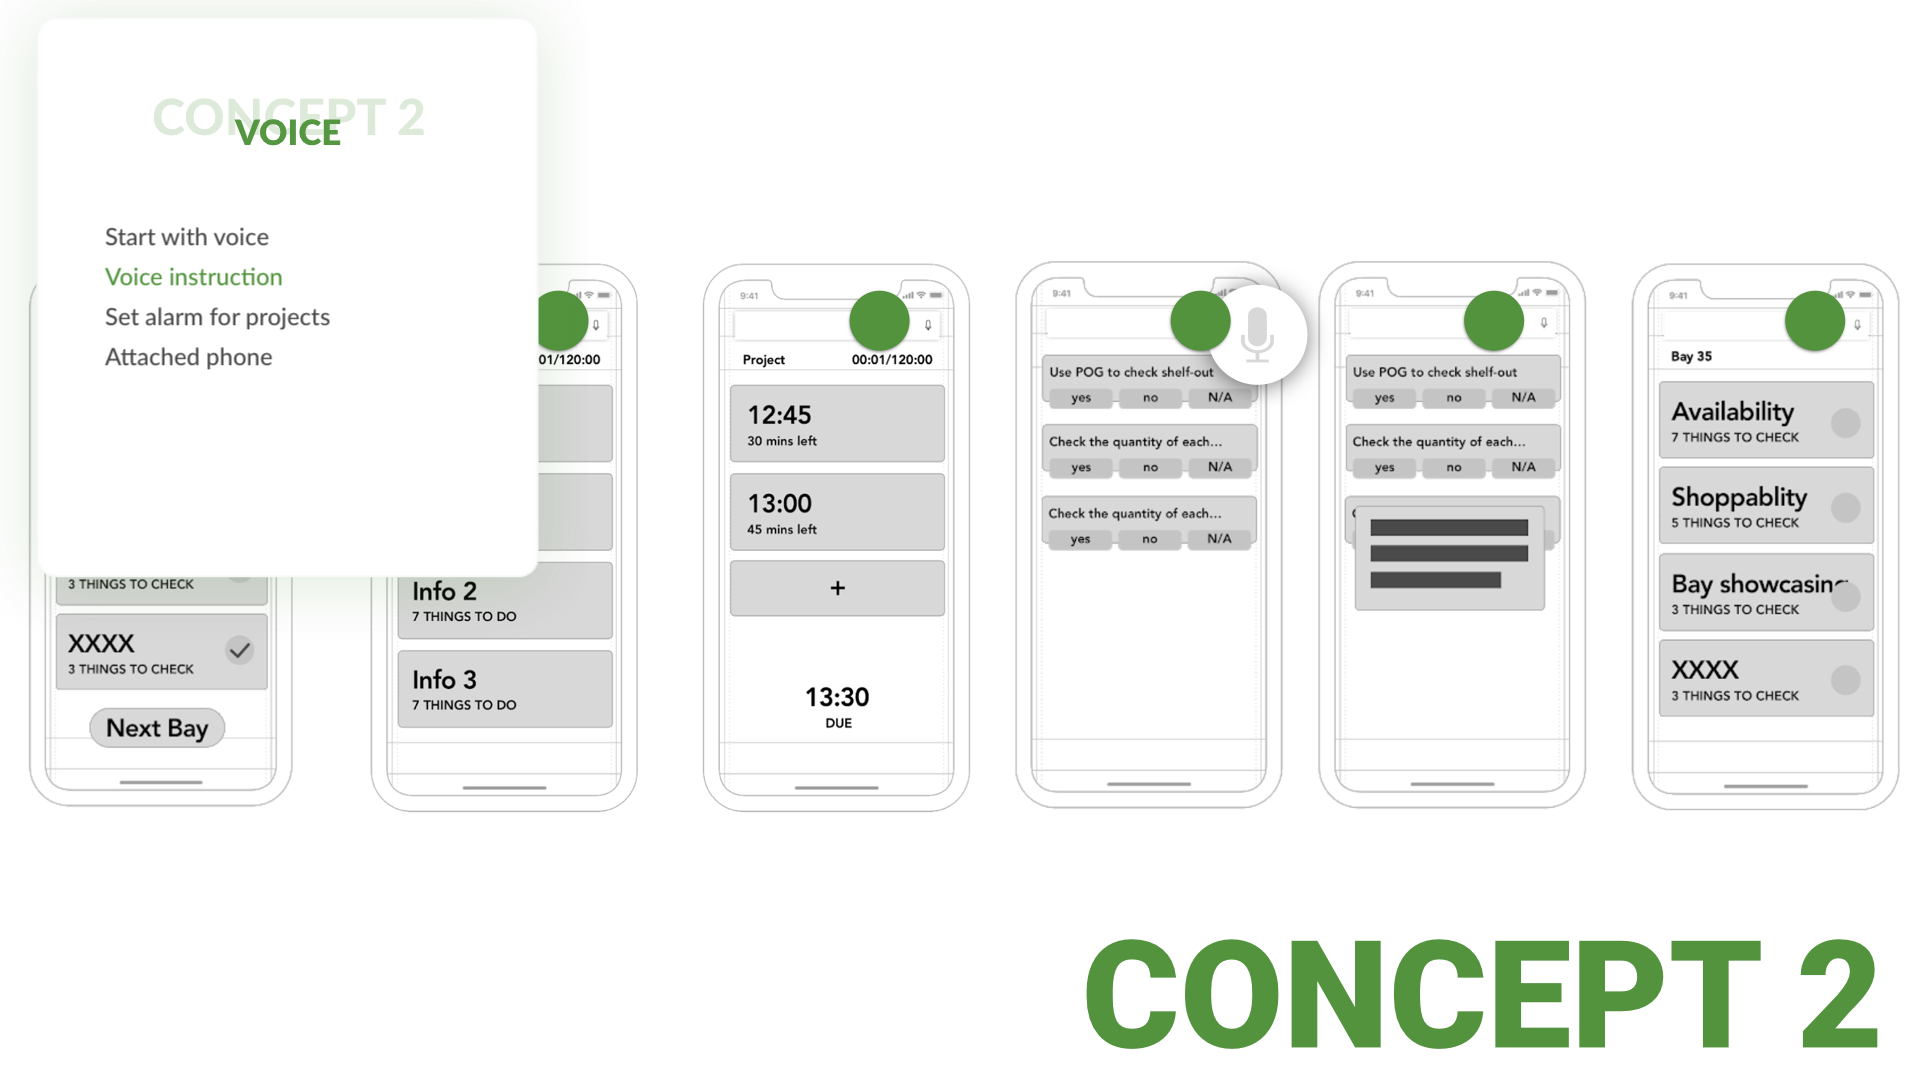 CONCEPT 2
VOICE
Start with voice
Voice instruction
Set alarm for projects
Attached phone
3 THINGS TO CHECK
XXXX
3 THINGS TO CHECK
Next Bay
01/120:00
Info 2
7 THINGS TO DO
Info 3
7 THINGS TO DO
9:41
Project 00:01/120:00
12:45
30 mins left
13:00
45 mins left
+
13:30
DUE
9:41
Use POG to check shelf-out
yes no N/A
Check the quantity of each...
yes no N/A
Check the quantity of each...
yes no N/A
9:41
Use POG to check shelf-out
yes no N/A
Check the quantity of each...
yes no N/A
9:41
Bay 35
Availability
7 THINGS TO CHECK
Shoppablity
5 THINGS TO CHECK
Bay showcasing
3 THINGS TO CHECK
XXXX
3 THINGS TO CHECK
CONCEPT 2